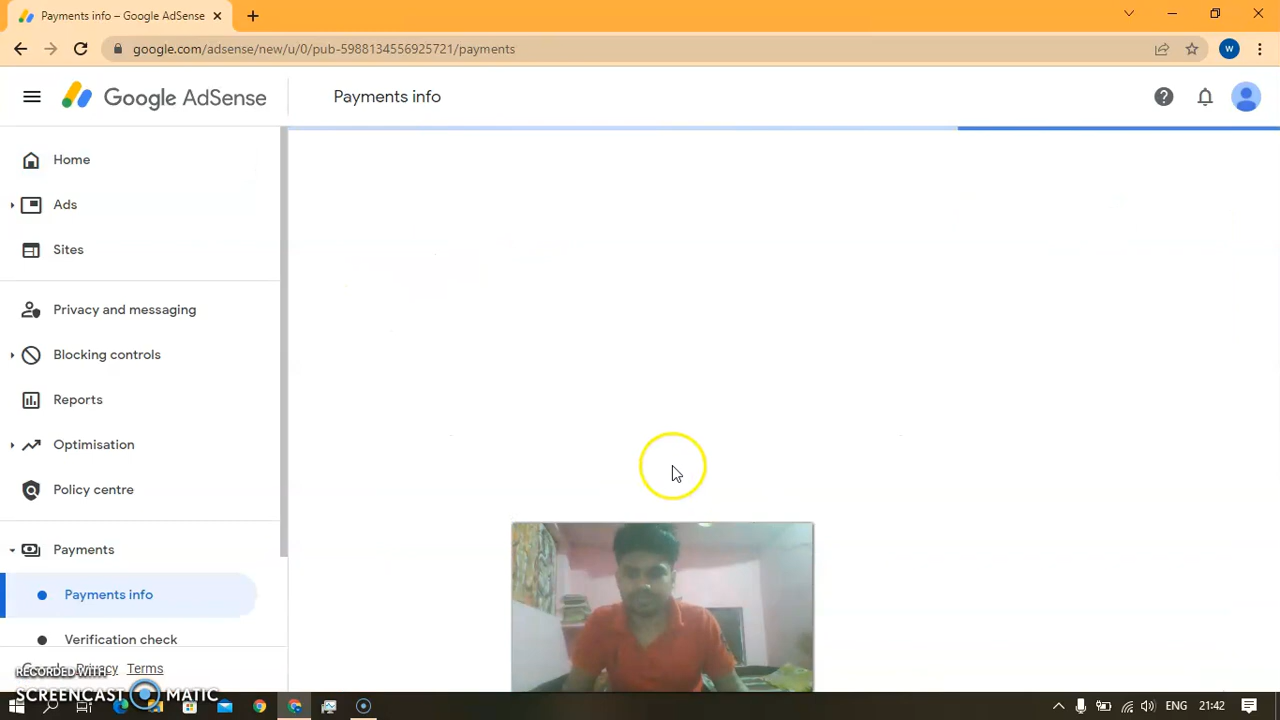 Payments info – Google AdSense
google.com/adsense/new/u/0/pub-5988134556925721/payments
W
Google AdSense
Payments info
Home
Ads
Sites
Privacy and messaging
Blocking controls
Reports
Optimisation
Policy centre
Payments
Payments info
Verification check
Google Privacy Terms
RECORDED WITH
SCREENCAST MATIC
ENG 21:42